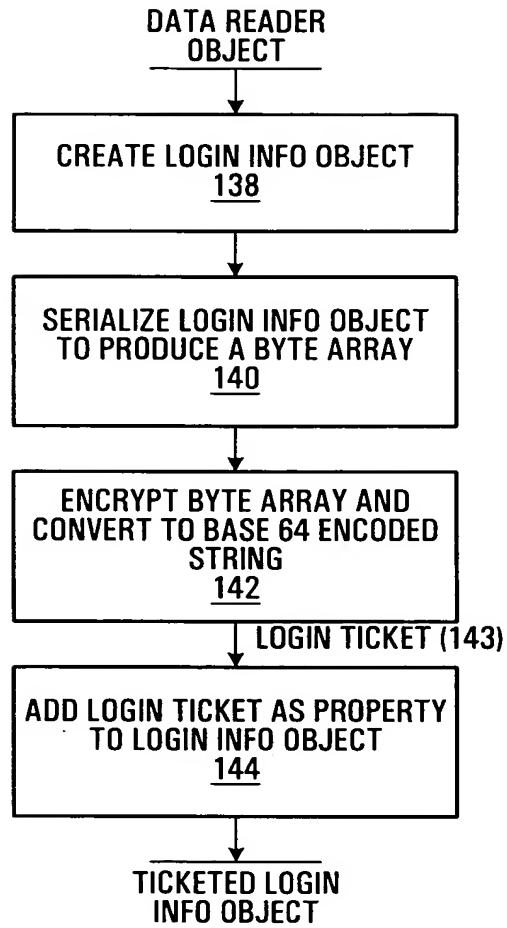 DATA READER
OBJECT
CREATE LOGIN INFO OBJECT
138
SERIALIZE LOGIN INFO OBJECT
TO PRODUCE A BYTE ARRAY
140
ENCRYPT BYTE ARRAY AND
CONVERT TO BASE 64 ENCODED
STRING
142
LOGIN TICKET (143)
ADD LOGIN TICKET AS PROPERTY
TO LOGIN INFO OBJECT
144
TICKETED LOGIN
INFO OBJECT